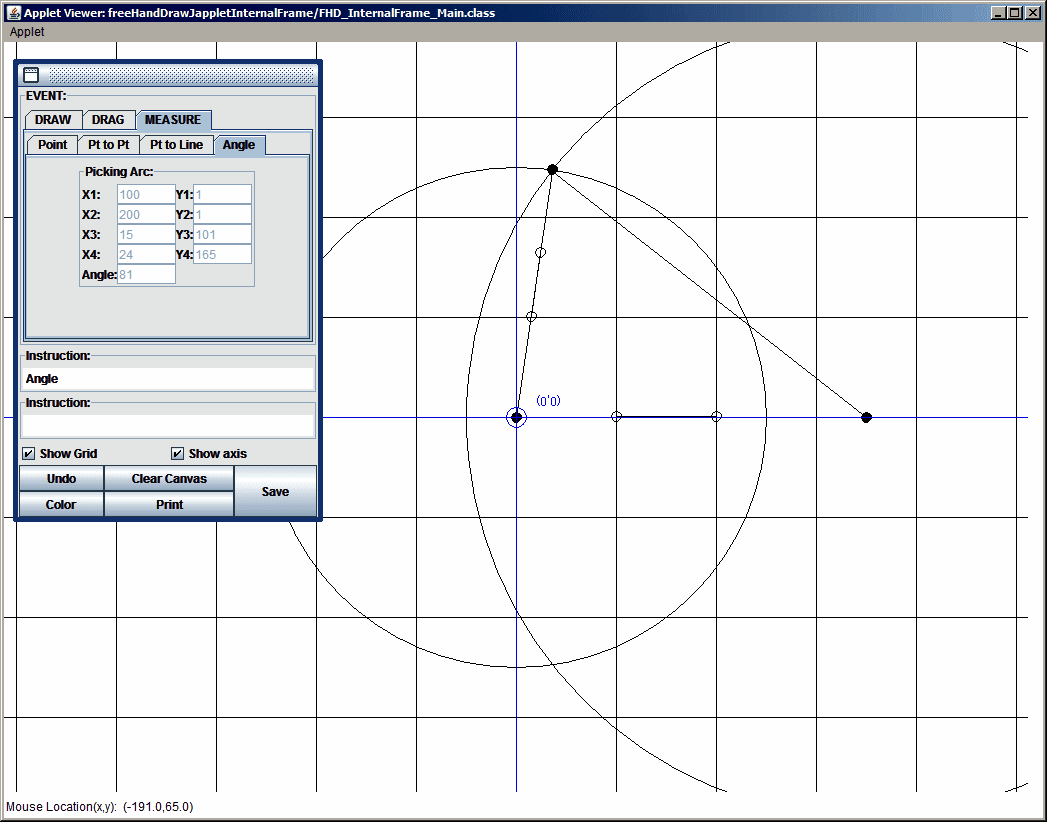 Applet Viewer: freeHandDrawJappletInternalFrame/FHD_InternalFrame_Main.class
Applet
EVENT:
DRAW DRAG MEASURE
Point Pt to Pt Pt to Line Angle
Picking Arc:
X1: 100 Y1: 1
X2: 200 Y2: 1
X3: 15 Y3: 101
X4: 24 Y4: 165
Angle: 81
Instruction:
Angle
Instruction:
Show Grid Show axis
Undo Clear Canvas Save
Color Print
(0'0)
Mouse Location(x,y): (-191.0,65.0)